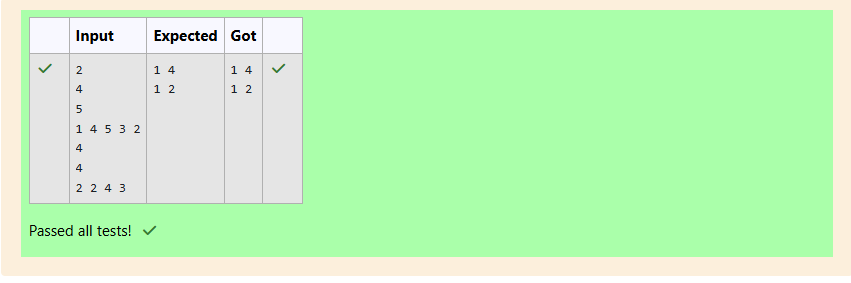 Input Expected Got
2 1 4 1 4
4 1 2 1 2
5
1 4 5 3 2
4
4
2 2 4 3
Passed all tests!